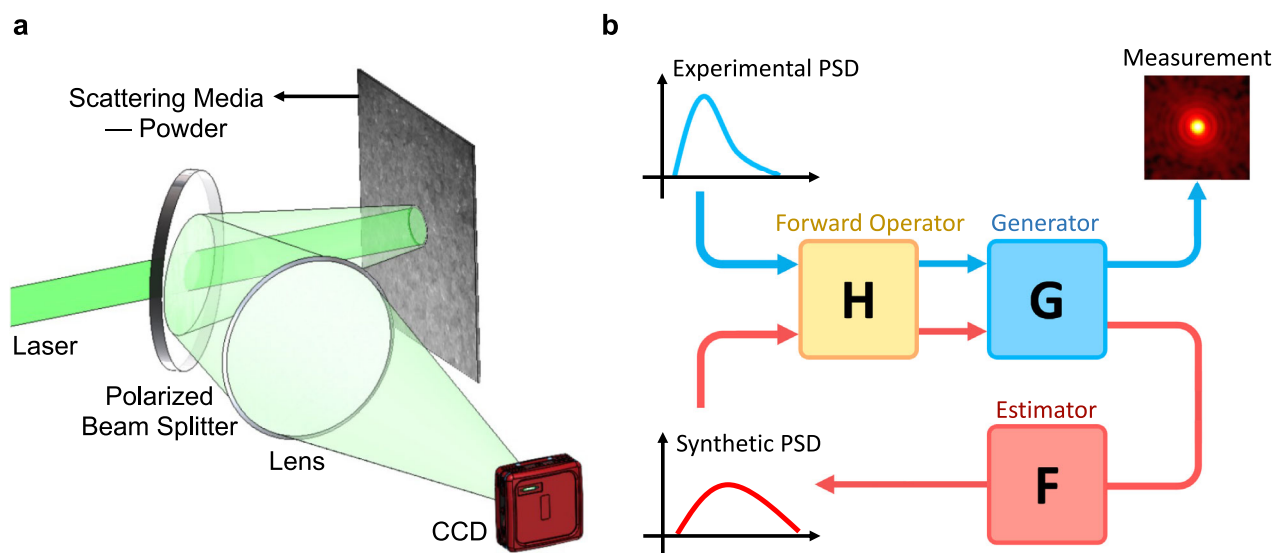 a
Scattering Media
— Powder
Laser
Polarized
Beam Splitter
Lens
CCD
b
Experimental PSD
Measurement
Forward Operator
Generator
H
G
Estimator
Synthetic PSD
F